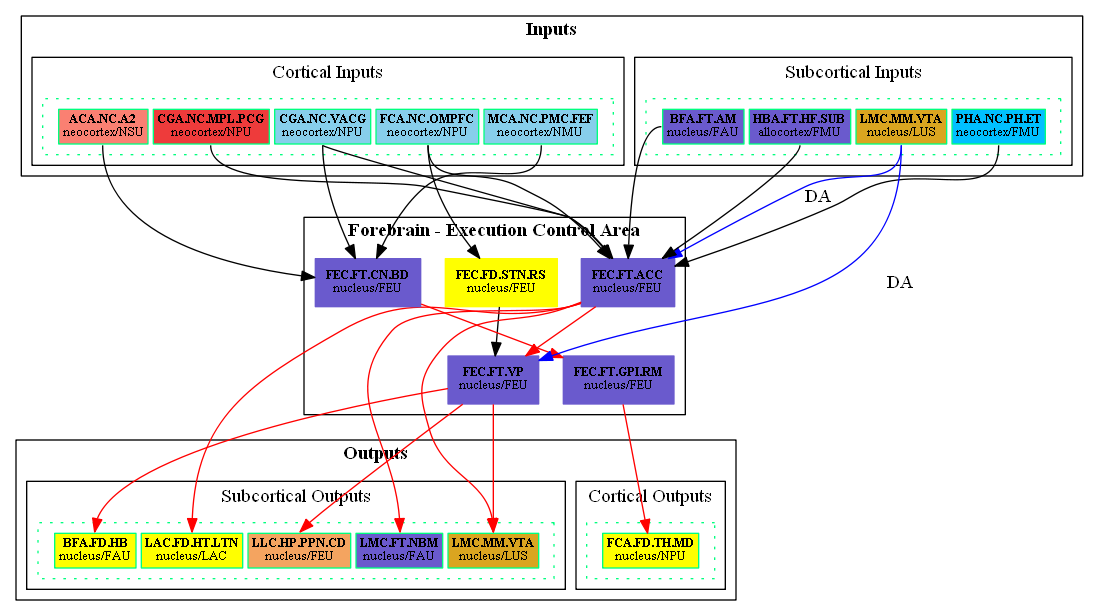 Inputs
Cortical Inputs
Subcortical Inputs
ACA.NC.A2
neocortex/NSU
CGA.NC.MPL.PCG
neocortex/NPU
CGA.NC.VACG
neocortex/NPU
FCA.NC.OMPFC
neocortex/NPU
MCA.NC.PMC.FEF
neocortex/NMU
BFA.FT.AM
nucleus/FAU
HBA.FT.HF.SUB
allocortex/FMU
LMC.MM.VTA
nucleus/LUS
PHA.NC.PH.ET
neocortex/FMU
DA
Forebrain - Execution Control Area
FEC.FT.CN.BD
nucleus/FEU
FEC.FD.STN.RS
nucleus/FEU
FEC.FT.ACC
nucleus/FEU
DA
FEC.FT.VP
nucleus/FEU
FEC.FT.GPI.RM
nucleus/FEU
Outputs
Subcortical Outputs
Cortical Outputs
BFA.FD.HB
nucleus/FAU
LAC.FD.HT.LTN
nucleus/LAC
LLC.HP.PPN.CD
nucleus/FEU
LMC.FT.NBM
nucleus/FAU
LMC.MM.VTA
nucleus/LUS
FCA.FD.TH.MD
nucleus/NPU